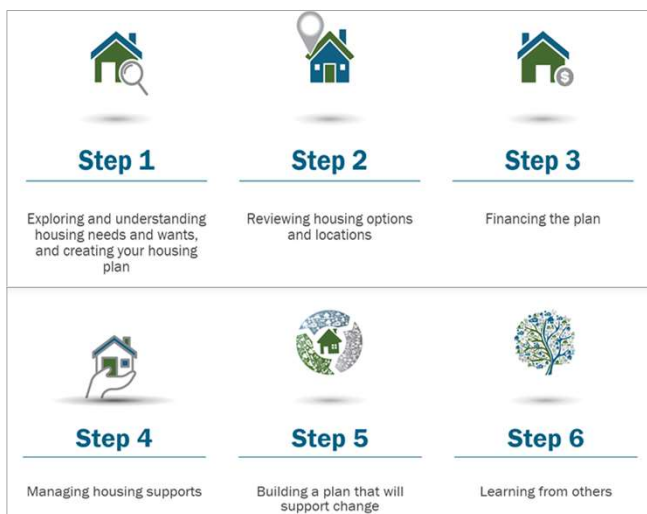 Step 1
Exploring and understanding
housing needs and wants,
and creating your housing
plan
Step 2
Reviewing housing options
and locations
Step 3
$
Financing the plan
Step 4
Managing housing supports
Step 5
Building a plan that will
support change
Step 6
Learning from others